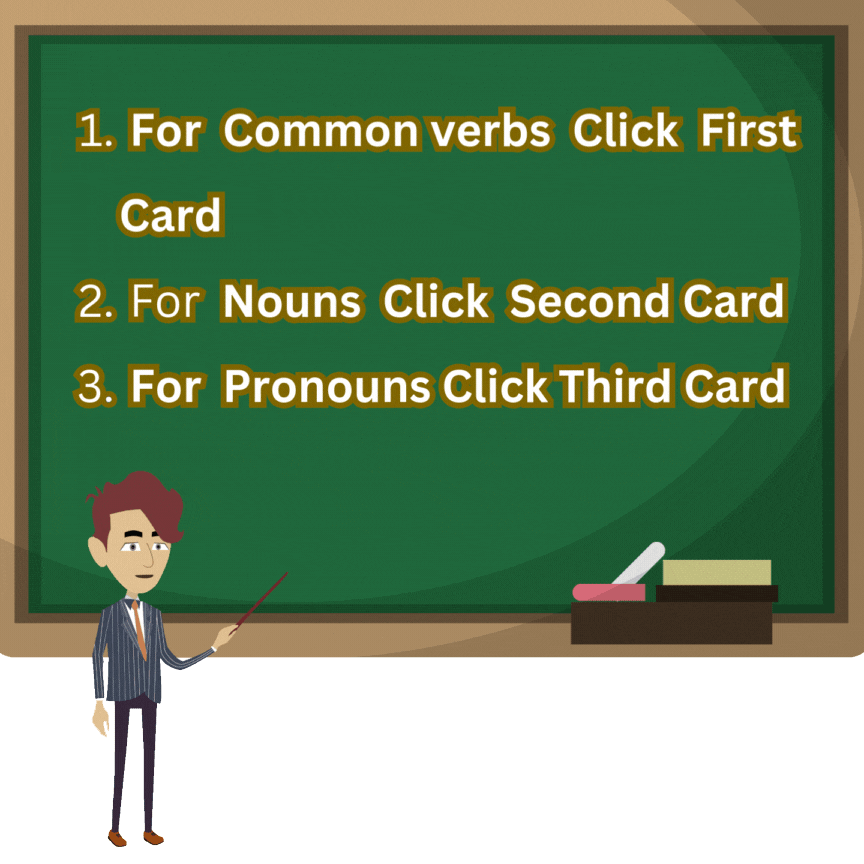 1. For Common verbs Click First
Card
2. For Nouns Click Second Card
3. For Pronouns Click Third Card